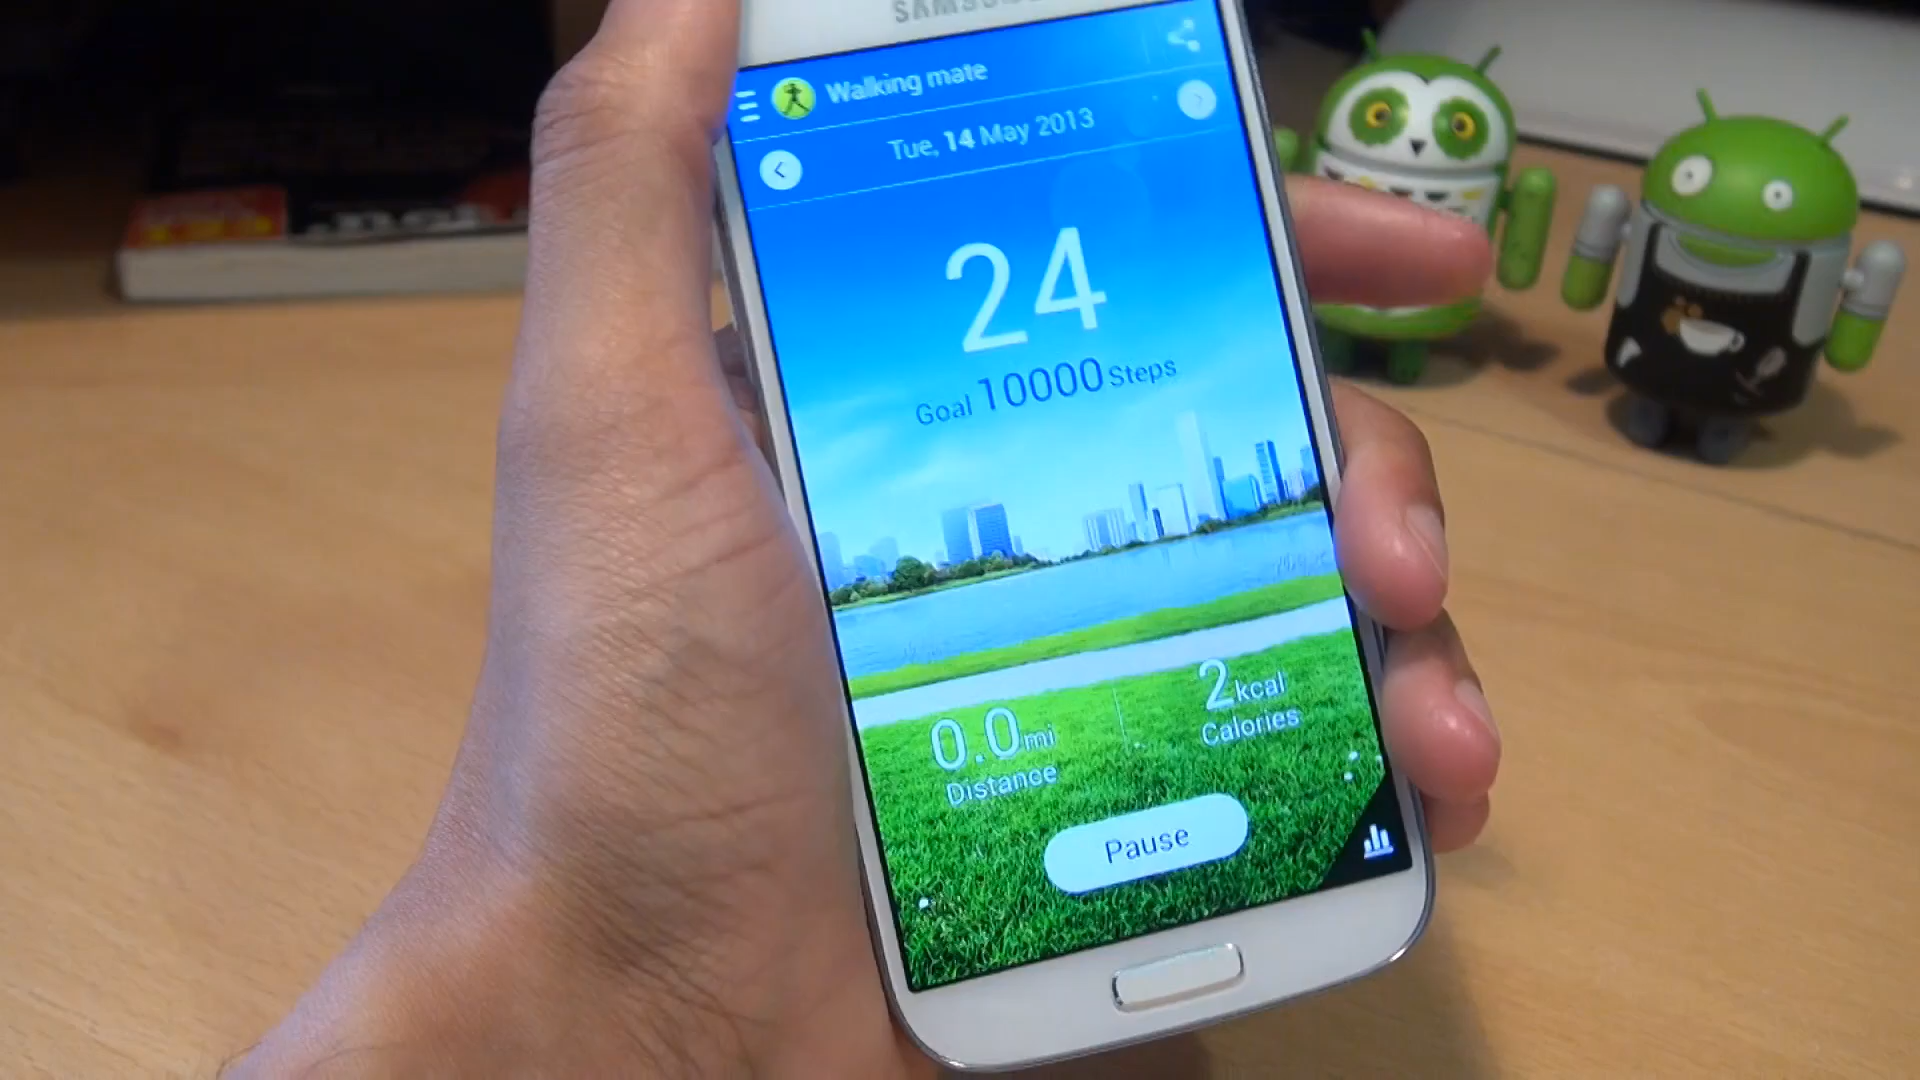 SAMSUNG
Walking mate
Tue, 14 May 2013
24
Goal 10000 Steps
0.0mi
Distance
2kcal
Calories
Pause